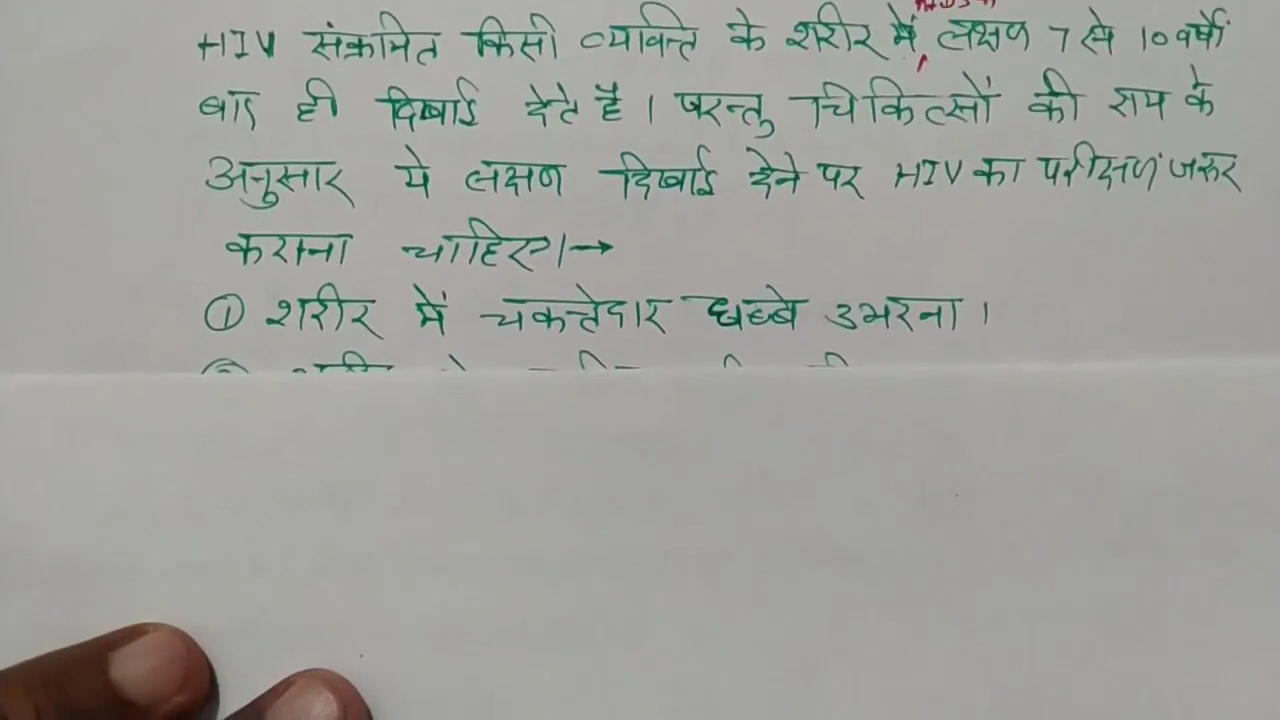 HIV संक्रमित किसी व्यक्ति के शरीर में लक्षण 7 से 10 वर्षों
बाद ही दिखाई देते है। परन्तु चिकित्सों की राय के
अनुसार ये लक्षण दिखाई देने पर HIV का परीक्षण जरूर
कराना चाहिए।→
① शरीर में चकत्तेदार धब्बे उभरना।